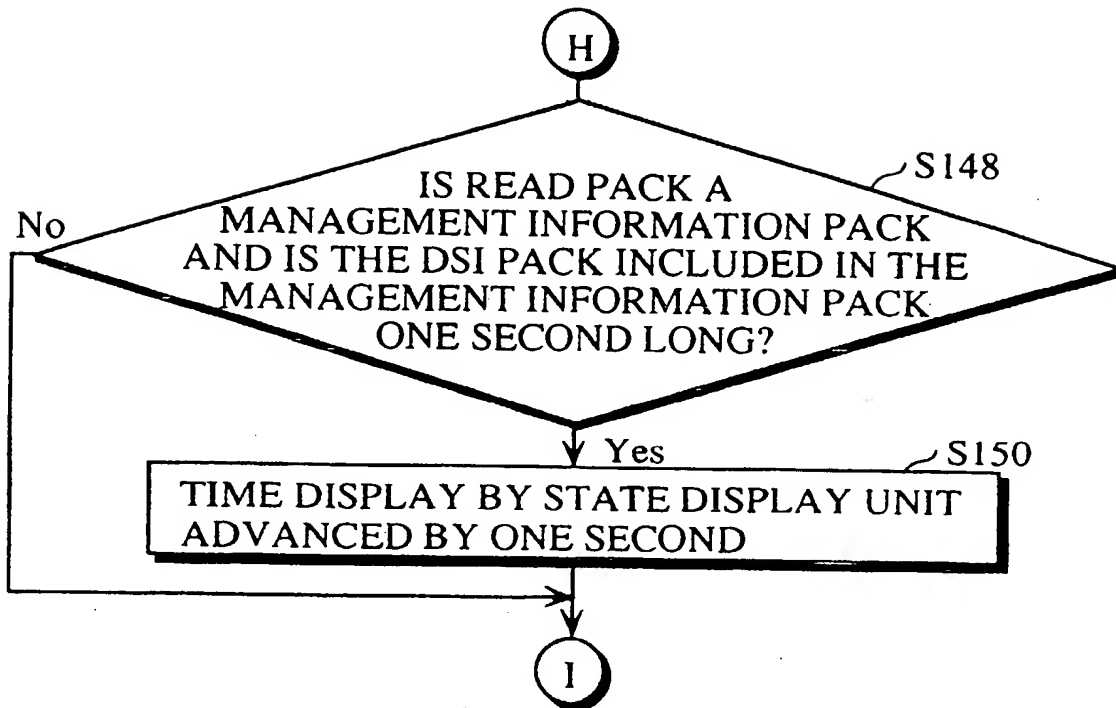 H
S148
IS READ PACK A
MANAGEMENT INFORMATION PACK
AND IS THE DSI PACK INCLUDED IN THE
MANAGEMENT INFORMATION PACK
ONE SECOND LONG?
No
Yes
S150
TIME DISPLAY BY STATE DISPLAY UNIT
ADVANCED BY ONE SECOND
I